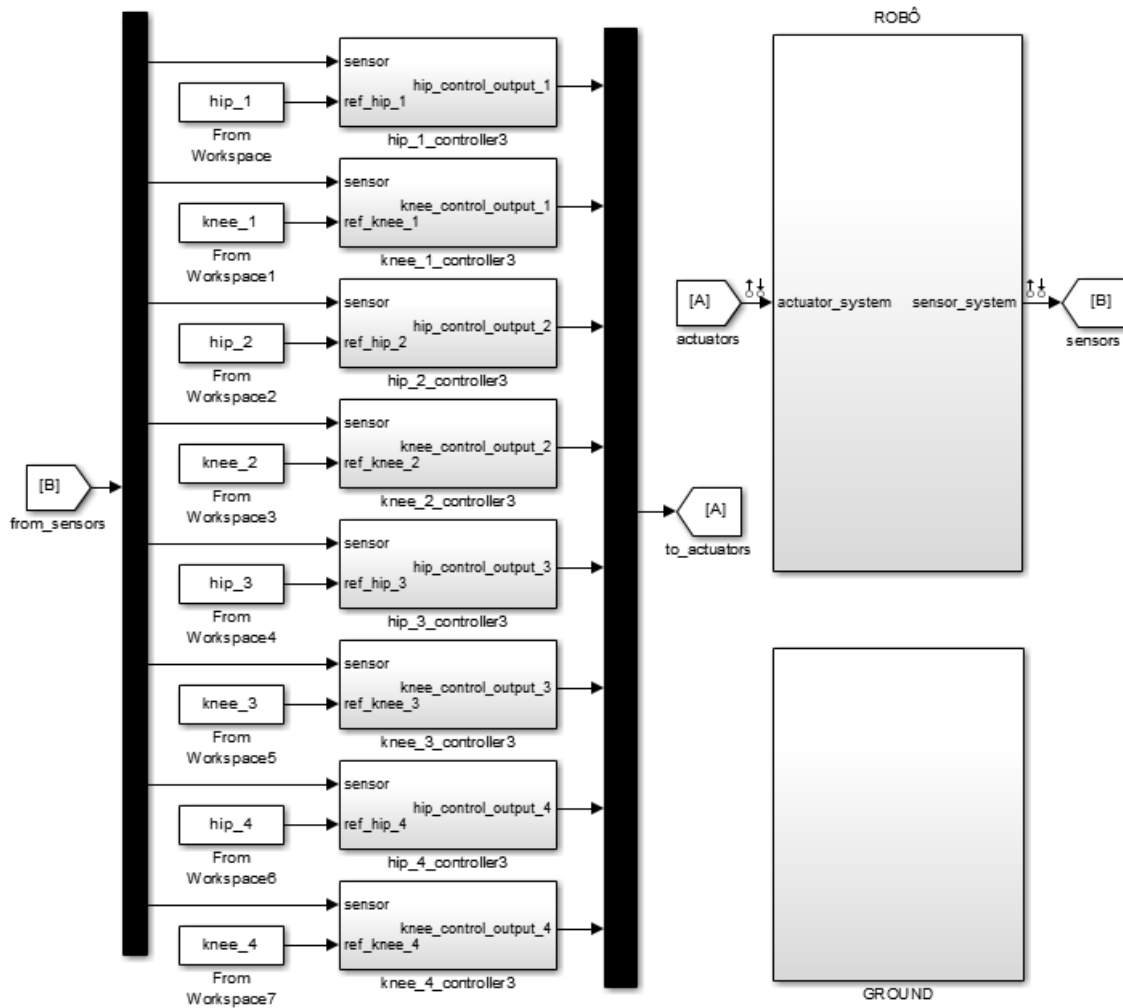 ROBÔ
sensor
hip_control_output_1
hip_1
ref_hip_1
From
Workspace
hip_1_controller3
sensor
knee_control_output_1
knee_1
ref_knee_1
From
Workspace1
knee_1_controller3
sensor
hip_control_output_2
hip_2
ref_hip_2
From
Workspace2
hip_2_controller3
sensor
knee_control_output_2
knee_2
ref_knee_2
From
Workspace3
knee_2_controller3
sensor
hip_control_output_3
hip_3
ref_hip_3
From
Workspace4
hip_3_controller3
sensor
knee_control_output_3
knee_3
ref_knee_3
From
Workspace5
knee_3_controller3
sensor
hip_control_output_4
hip_4
ref_hip_4
From
Workspace6
hip_4_controller3
sensor
knee_control_output_4
knee_4
ref_knee_4
From
Workspace7
knee_4_controller3
[B]
from_sensors
[A]
to_actuators
[A]
actuators
actuator_system
sensor_system
[B]
sensors
GROUND